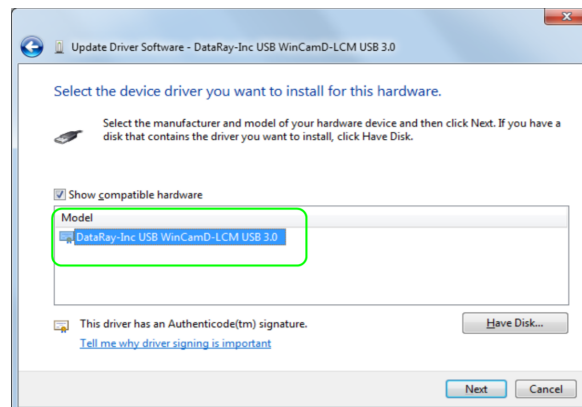 Update Driver Software - DataRay-Inc USB WinCamD-LCM USB 3.0
Select the device driver you want to install for this hardware.
Select the manufacturer and model of your hardware device and then click Next. If you have a
disk that contains the driver you want to install, click Have Disk.
Show compatible hardware
Model
DataRay-Inc USB WinCamD-LCM USB 3.0
This driver has an Authenticode(tm) signature.
Have Disk...
Tell me why driver signing is important
Next
Cancel